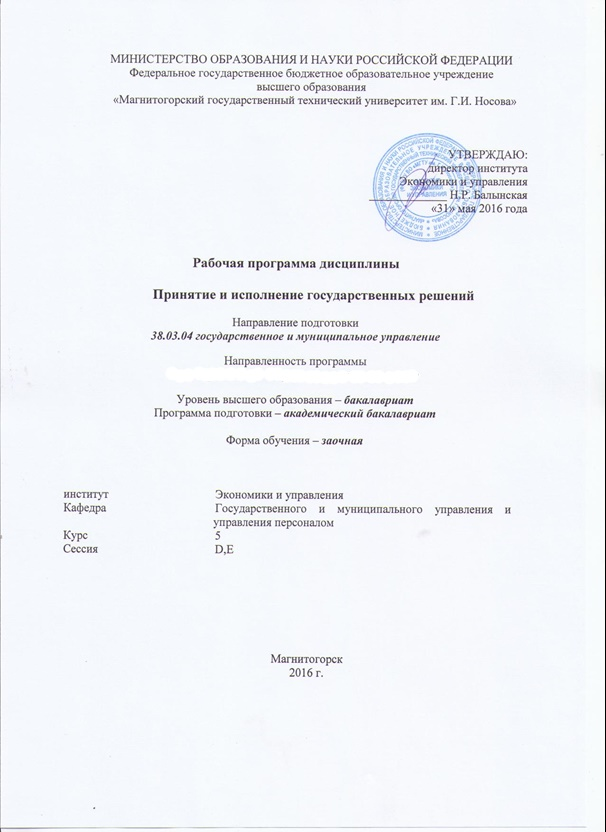 МИНИСТЕРСТВО ОБРАЗОВАНИЯ И НАУКИ РОССИЙСКОЙ ФЕДЕРАЦИИ
Федеральное государственное бюджетное образовательное учреждение
высшего образования
«Магнитогорский государственный технический университет им. Г.И. Носова»
УТВЕРЖДАЮ:
директор института
Экономики и управления
Н.Р. Балынская
«31» мая 2016 года
Рабочая программа дисциплины
Принятие и исполнение государственных решений
Направление подготовки
38.03.04 государственное и муниципальное управление
Направленность программы
Уровень высшего образования – бакалавриат
Программа подготовки – академический бакалавриат
Форма обучения – заочная
институт Экономики и управления
Кафедра Государственного и муниципального управления и
управления персоналом
Курс 5
Сессия D,E
Магнитогорск
2016 г.